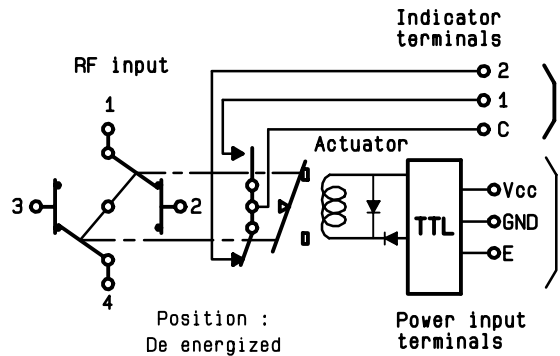 Indicator
terminals
RF input
2
1
C
1
Actuator
3
2
4
TTL
Vcc
GND
E
Position :
De energized
Power input
terminals